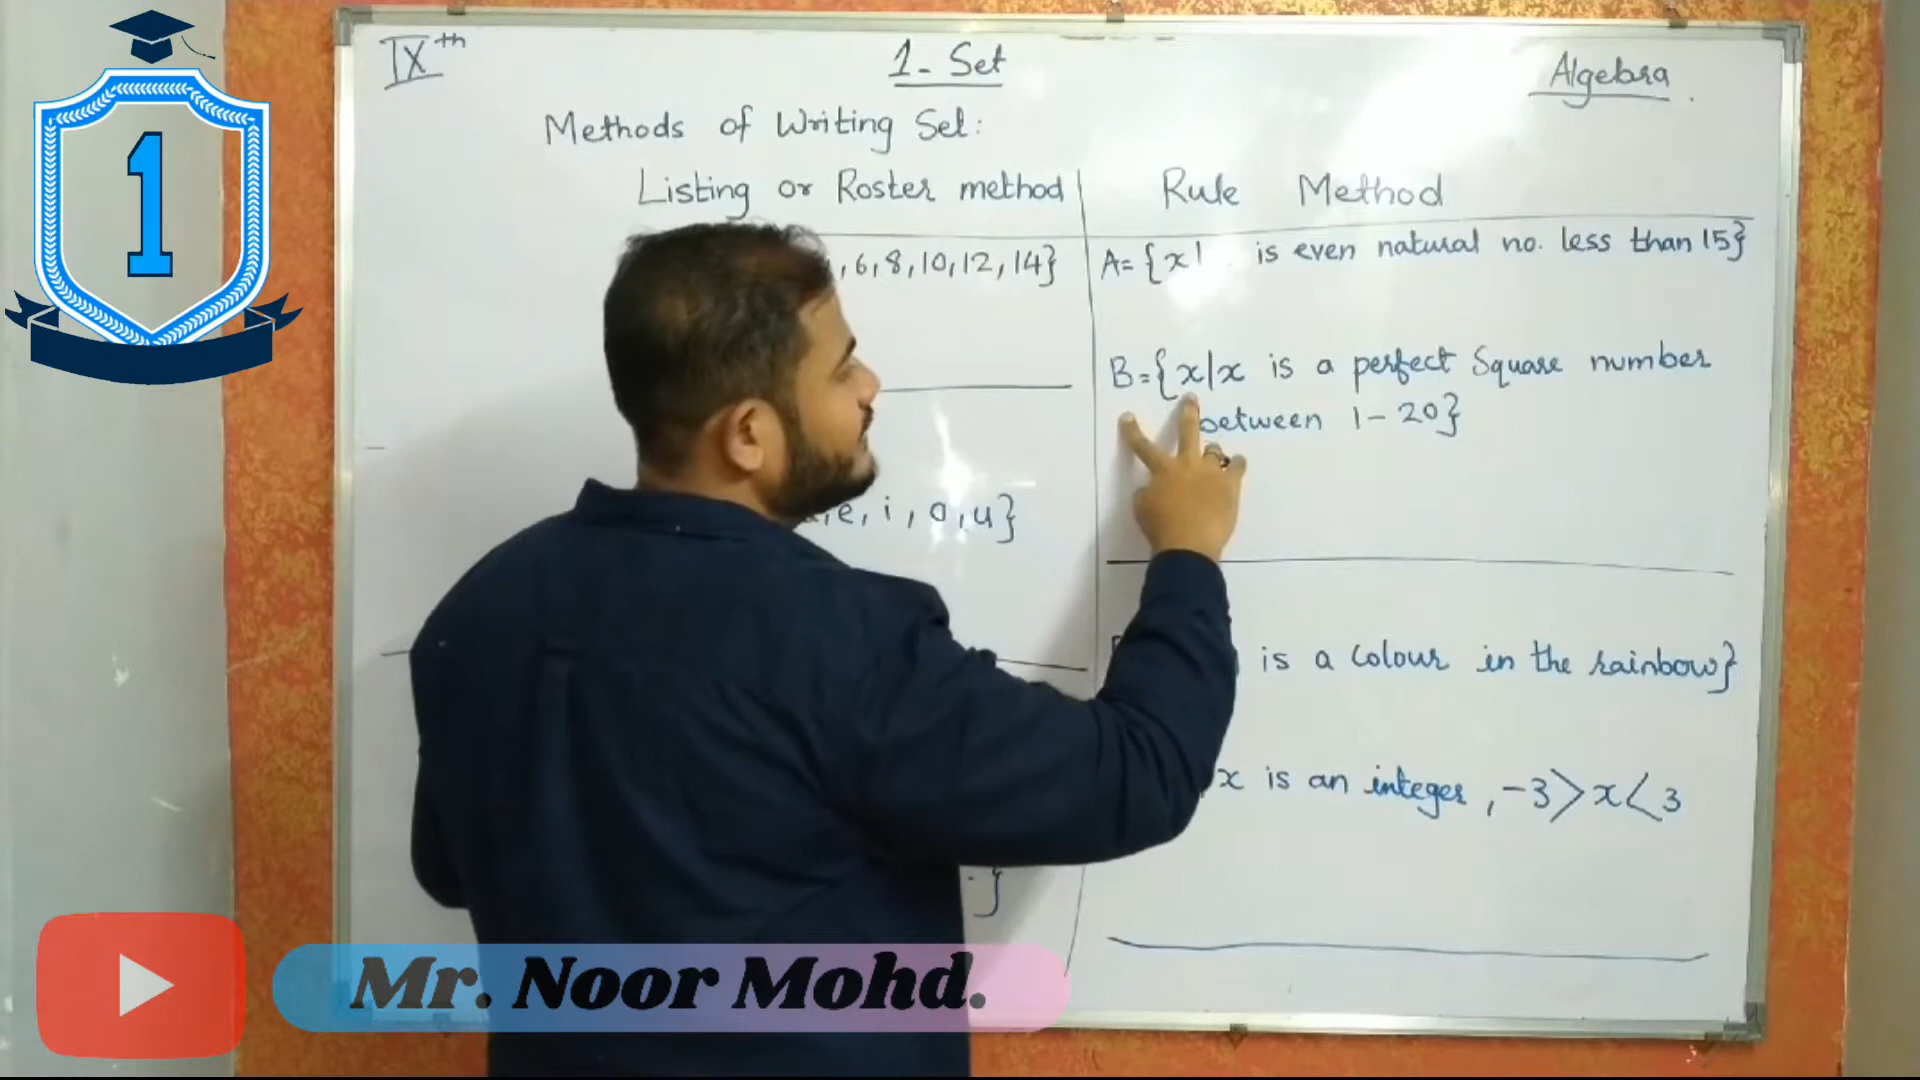 1
IXth
1- Set
Algebra.
Methods of Writing Set:
Listing or Roster method
Rule Method
, 6, 8, 10, 12, 14}
A= {x| is even natural no. less than 15}
B={x/x is a perfect Square number
between 1- 20}
,e, i, o, u}
is a Colour in the rainbow}
x is an integer, -3>x<3
}
Mr. Noor Mohd.